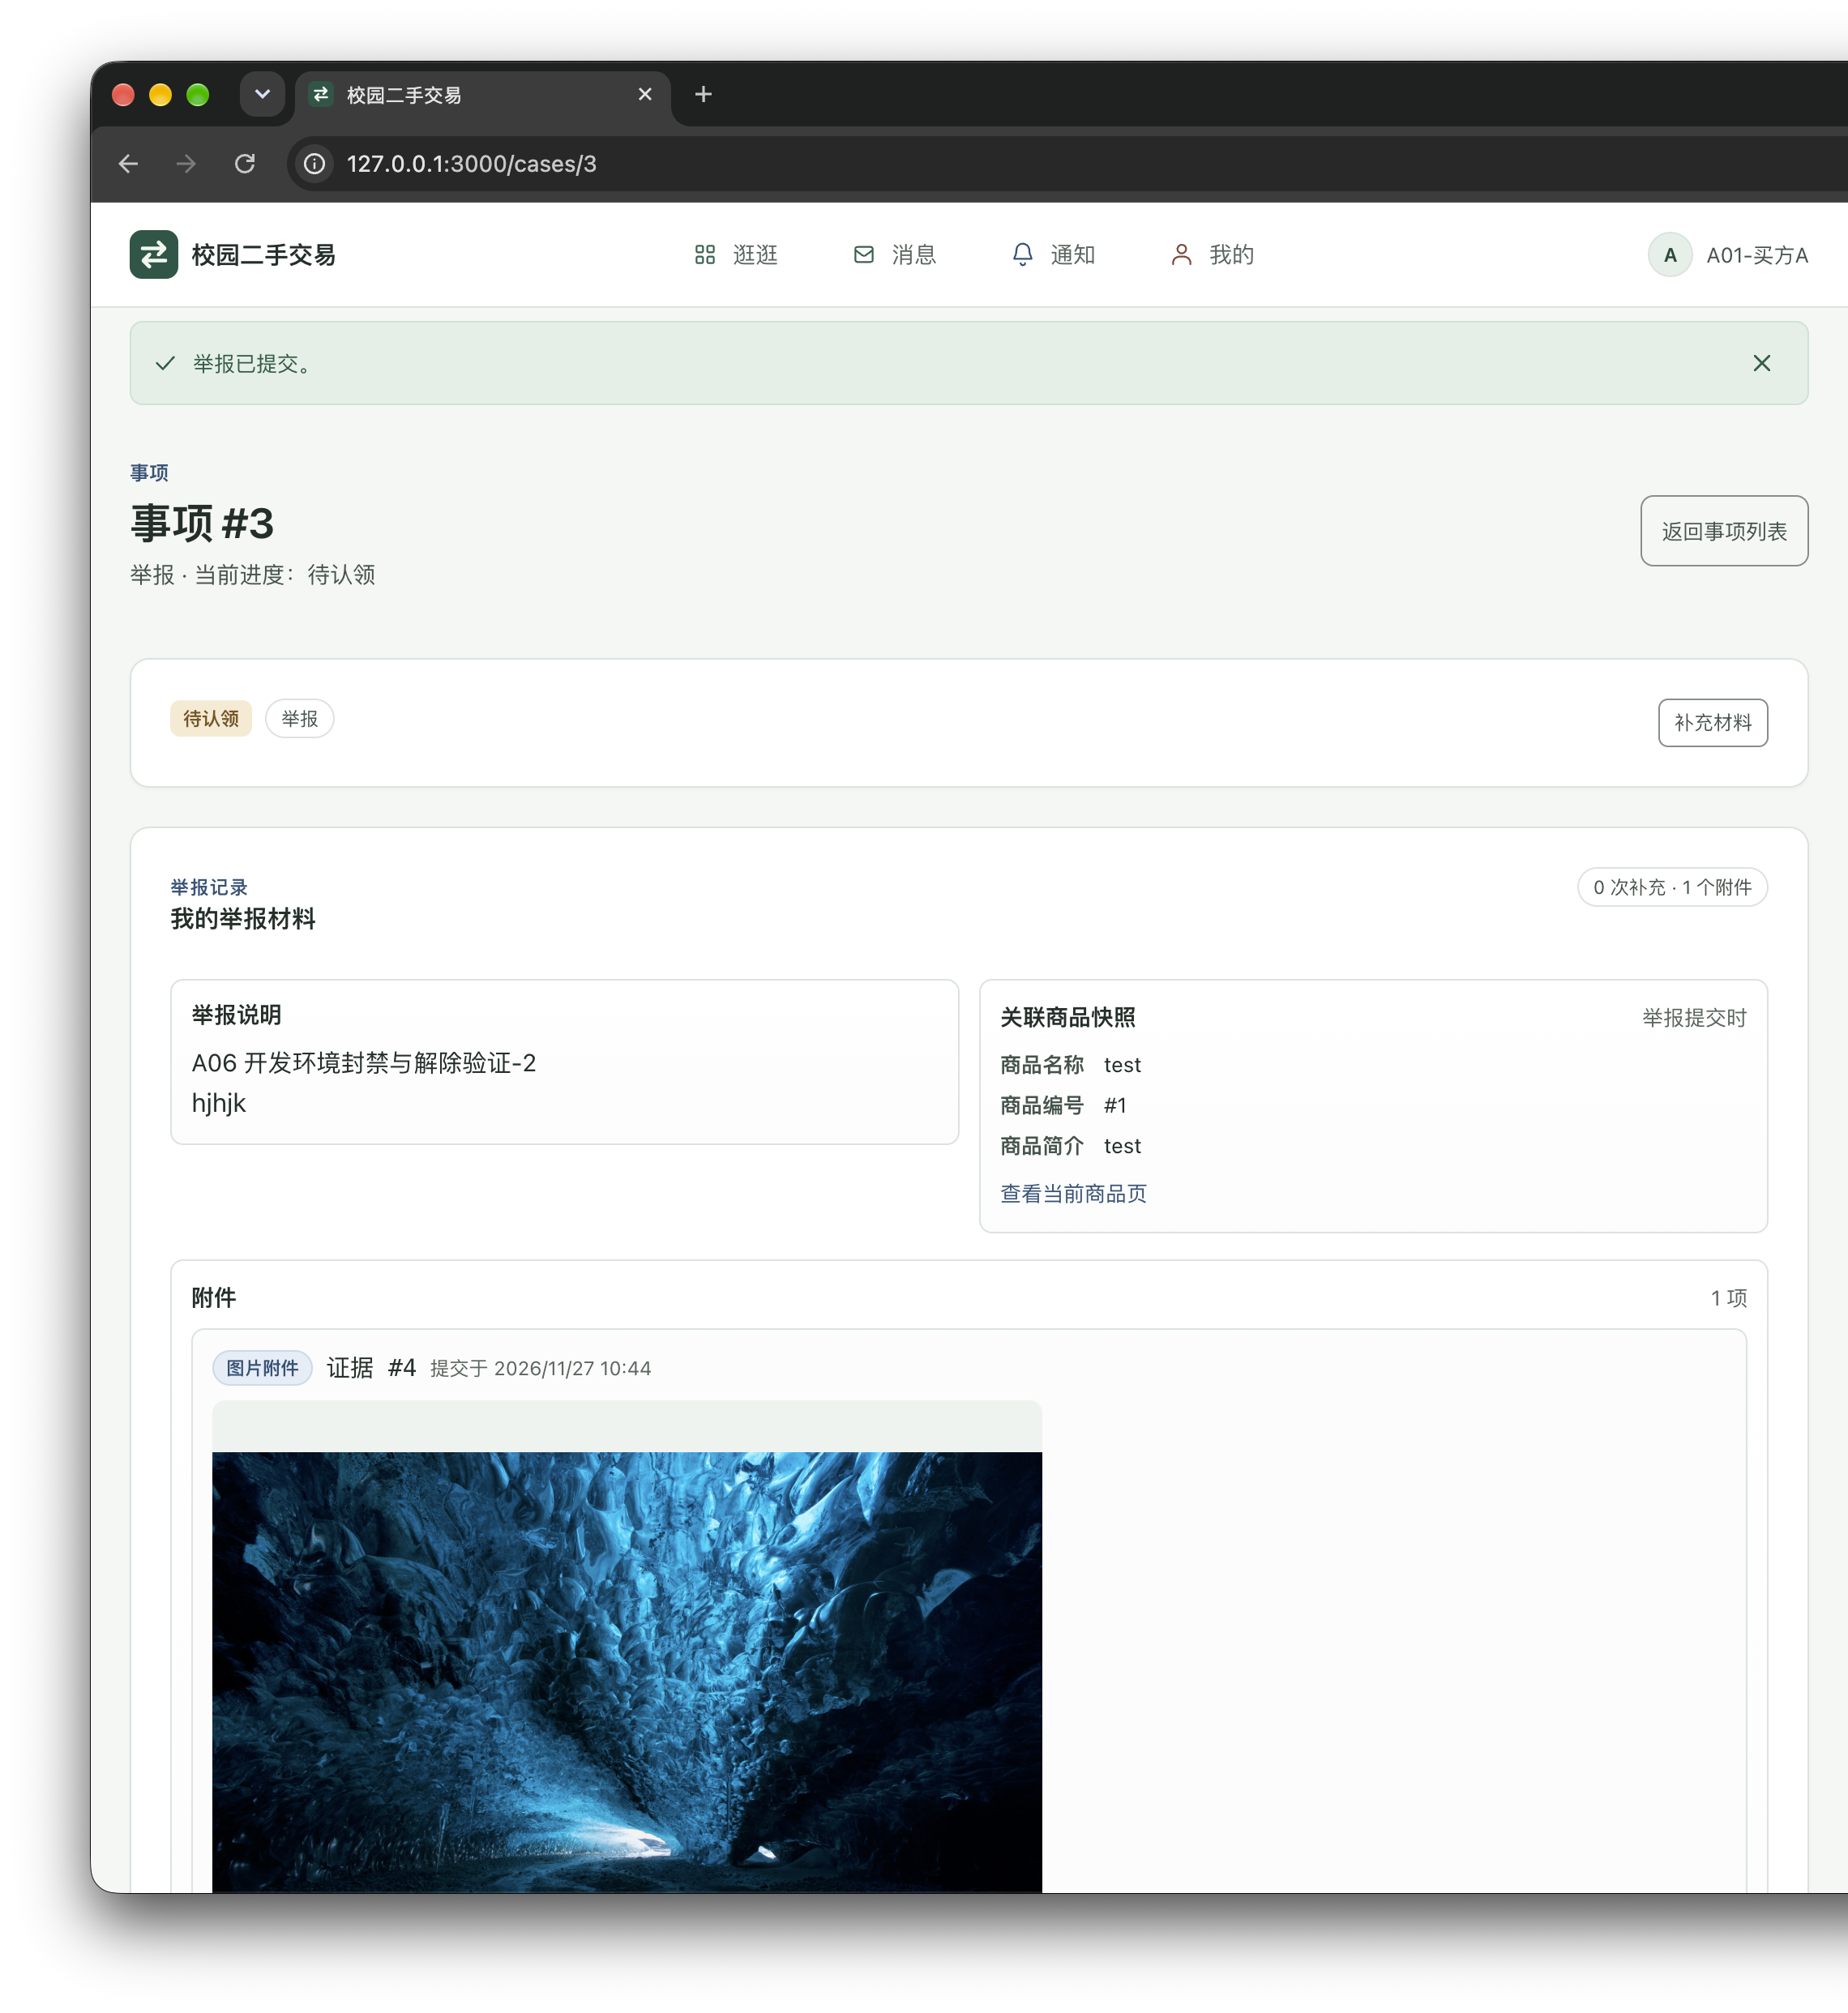 校园二手交易
127.0.0.1:3000/cases/3
校园二手交易
逛逛
消息
通知
我的
A
A01-买方A
举报已提交。
事项
事项 #3
举报 · 当前进度：待认领
返回事项列表
待认领
举报
补充材料
举报记录
我的举报材料
0 次补充 · 1 个附件
举报说明
A06 开发环境封禁与解除验证-2
hjhjk
关联商品快照
举报提交时
商品名称 test
商品编号 #1
商品简介 test
查看当前商品页
附件
1 项
图片附件 证据 #4 提交于 2026/11/27 10:44